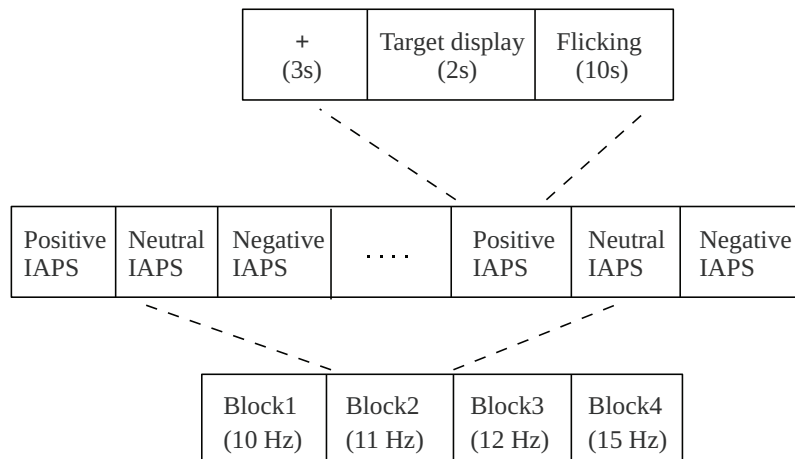 +
(3s)
Target display
(2s)
Flicking
(10s)
Positive
IAPS
Neutral
IAPS
Negative
IAPS
....
Positive
IAPS
Neutral
IAPS
Negative
IAPS
Block1
(10 Hz)
Block2
(11 Hz)
Block3
(12 Hz)
Block4
(15 Hz)